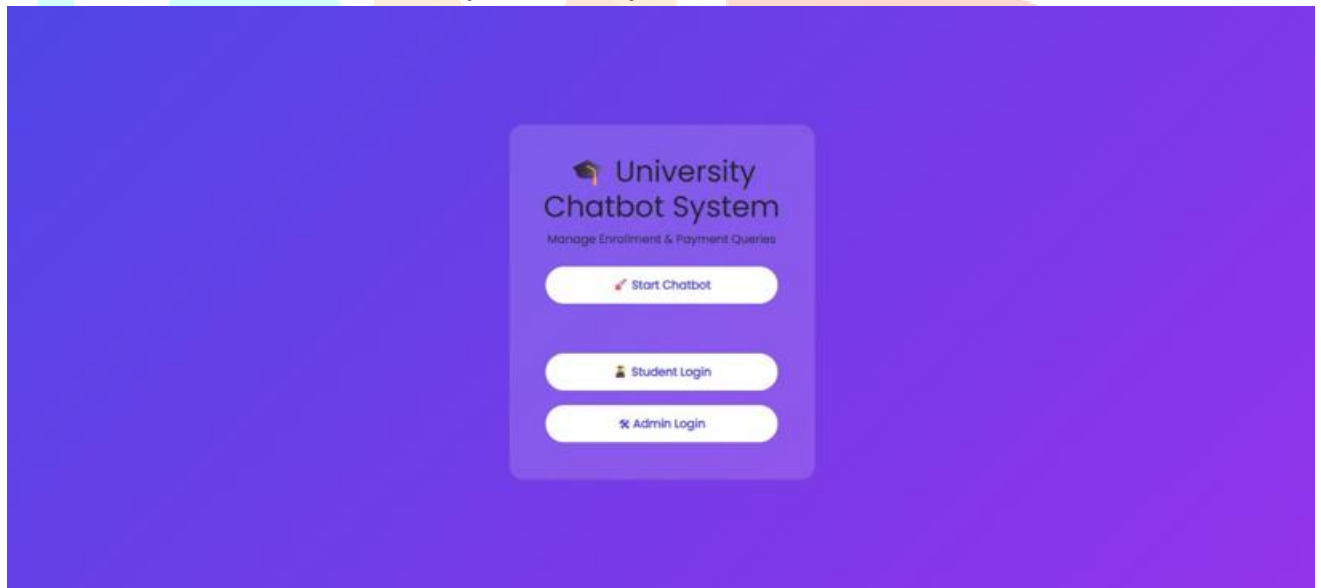 🎓 University
Chatbot System
Manage Enrollment & Payment Queries
🚀 Start Chatbot
👨‍🎓 Student Login
🛠 Admin Login